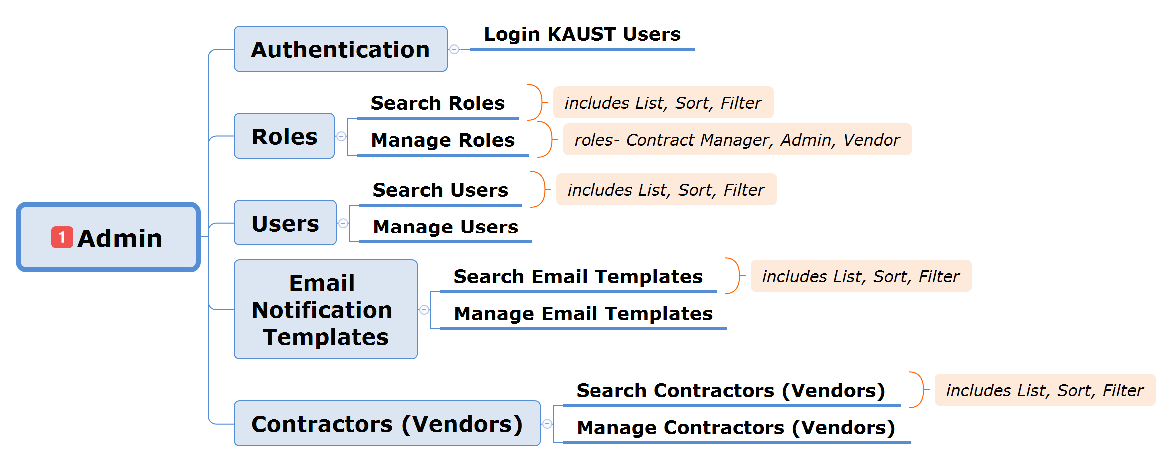 1 Admin
Authentication
Login KAUST Users
Roles
Search Roles
includes List, Sort, Filter
Manage Roles
roles- Contract Manager, Admin, Vendor
Users
Search Users
includes List, Sort, Filter
Manage Users
Email
Notification
Templates
Search Email Templates
includes List, Sort, Filter
Manage Email Templates
Contractors (Vendors)
Search Contractors (Vendors)
includes List, Sort, Filter
Manage Contractors (Vendors)